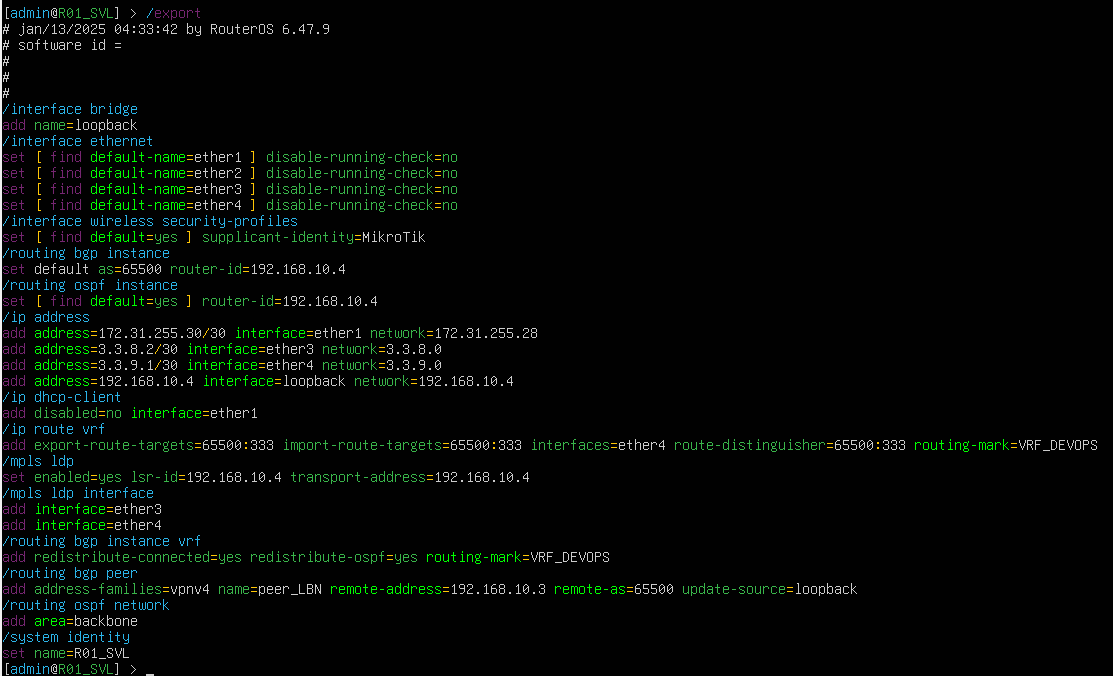 [admin@R01_SVL] > /export
# jan/13/2025 04:33:42 by RouterOS 6.47.9
# software id =
#
#
#
/interface bridge
add name=loopback
/interface ethernet
set [ find default-name=ether1 ] disable-running-check=no
set [ find default-name=ether2 ] disable-running-check=no
set [ find default-name=ether3 ] disable-running-check=no
set [ find default-name=ether4 ] disable-running-check=no
/interface wireless security-profiles
set [ find default=yes ] supplicant-identity=MikroTik
/routing bgp instance
set default as=65500 router-id=192.168.10.4
/routing ospf instance
set [ find default=yes ] router-id=192.168.10.4
/ip address
add address=172.31.255.30/30 interface=ether1 network=172.31.255.28
add address=3.3.8.2/30 interface=ether3 network=3.3.8.0
add address=3.3.9.1/30 interface=ether4 network=3.3.9.0
add address=192.168.10.4 interface=loopback network=192.168.10.4
/ip dhcp-client
add disabled=no interface=ether1
/ip route vrf
add export-route-targets=65500:333 import-route-targets=65500:333 interfaces=ether4 route-distinguisher=65500:333 routing-mark=VRF_DEVOPS
/mpls ldp
set enabled=yes lsr-id=192.168.10.4 transport-address=192.168.10.4
/mpls ldp interface
add interface=ether3
add interface=ether4
/routing bgp instance vrf
add redistribute-connected=yes redistribute-ospf=yes routing-mark=VRF_DEVOPS
/routing bgp peer
add address-families=vpnv4 name=peer_LBN remote-address=192.168.10.3 remote-as=65500 update-source=loopback
/routing ospf network
add area=backbone
/system identity
set name=R01_SVL
[admin@R01_SVL] > _